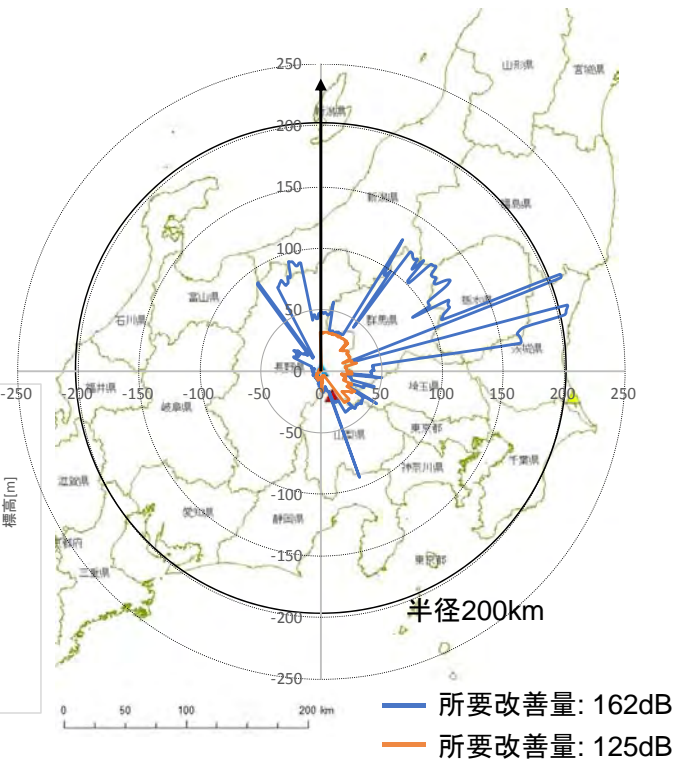 山形県
宮城県
250
新潟県
200
150
新潟県
福島県
100
富山県
栃木県
50
石川県
群馬県
茨城県
長野県
-250
-200
-150
-100
-50
0
0
50
100
150
200
250
福井県
岐阜県
埼玉県
-50
山梨県
東京都
千葉県
神奈川県
滋賀県
-100
標高[m]
愛知県
静岡県
京都府
-150
東京都
三重県
-200
半径200km
-250
0 50 100 200 km
所要改善量: 162dB
所要改善量: 125dB